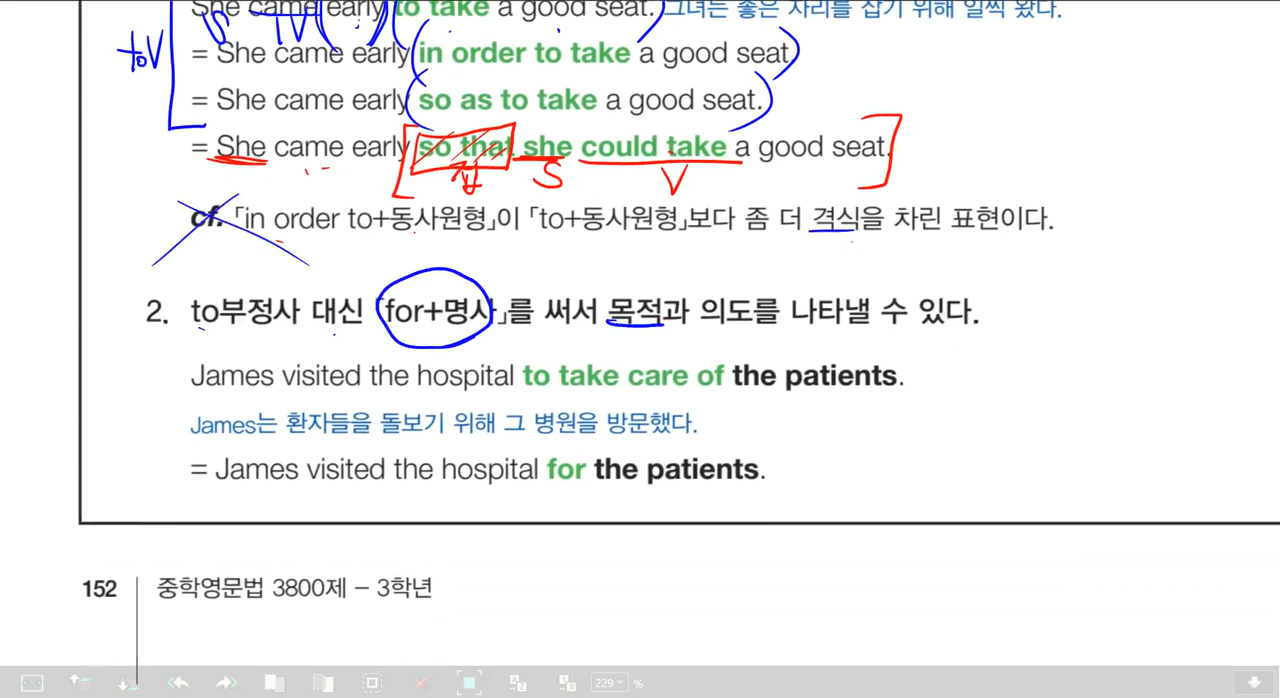 She came early to take a good seat. 그녀는 좋은 자리를 잡기 위해 일찍 왔다.
S V
toV
= She came early in order to take a good seat.
= She came early so as to take a good seat.
= She came early so that she could take a good seat.
접 S V
cf. 「in order to+동사원형」이 「to+동사원형」보다 좀 더 격식을 차린 표현이다.
2. to부정사 대신 「for+명사」를 써서 목적과 의도를 나타낼 수 있다.
James visited the hospital to take care of the patients.
James는 환자들을 돌보기 위해 그 병원을 방문했다.
= James visited the hospital for the patients.
152 중학영문법 3800제 – 3학년
229 %